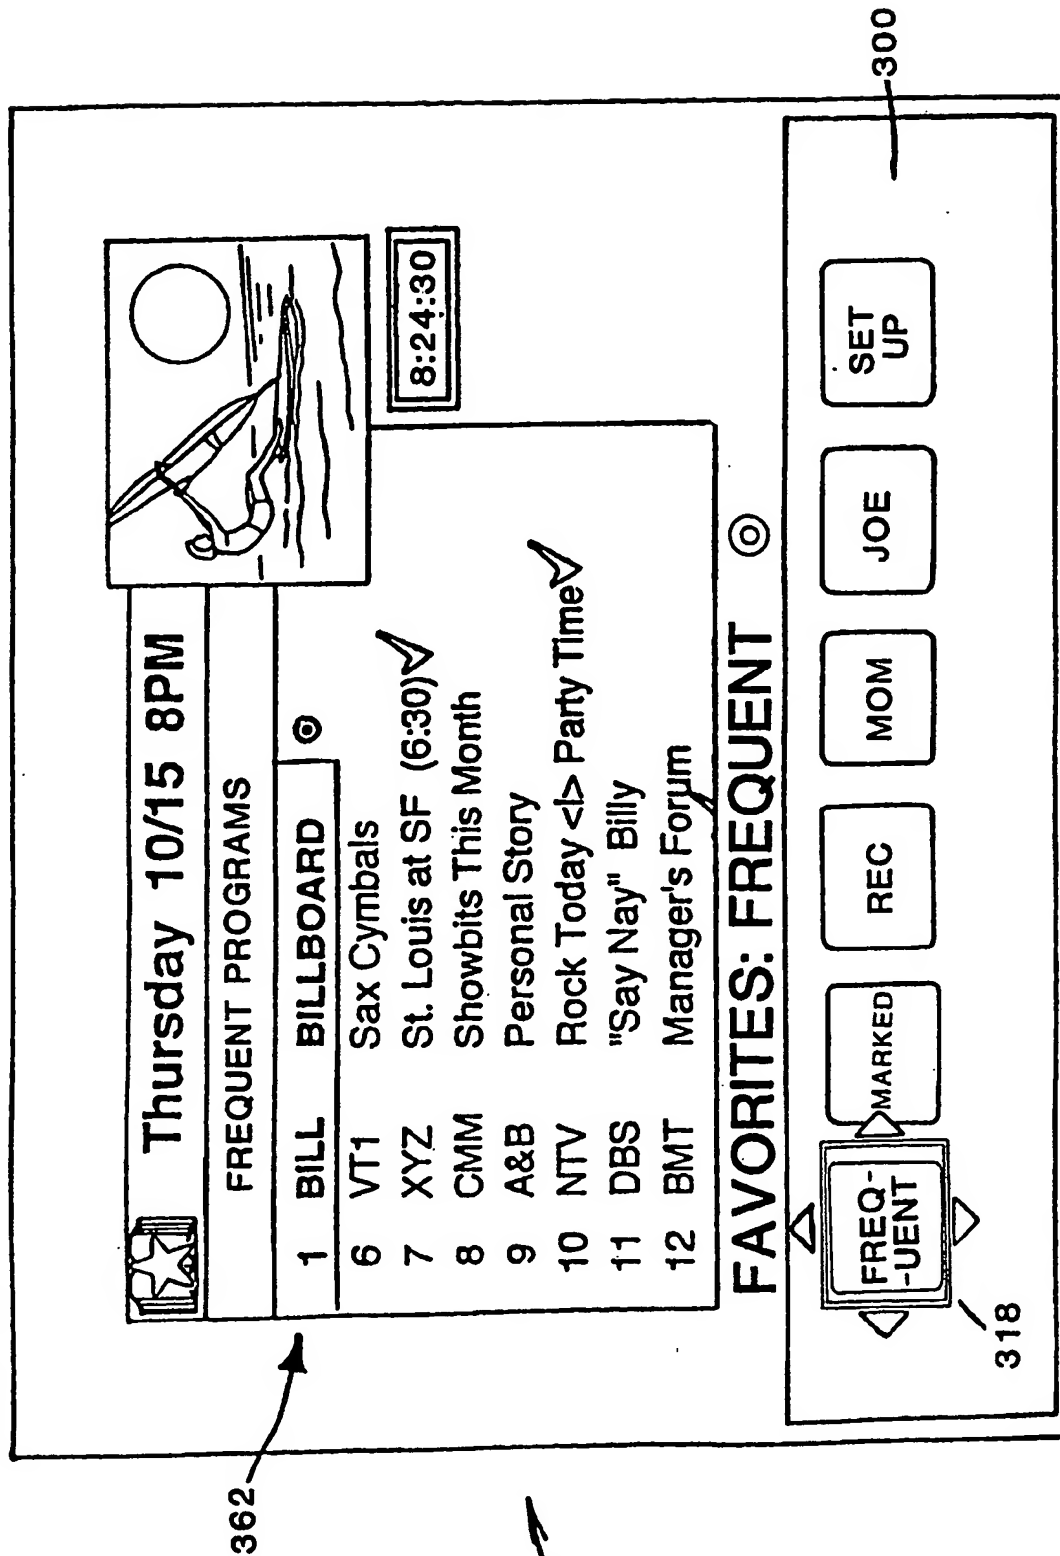 Thursday 10/15 8PM
FREQUENT PROGRAMS
1 BILL BILLBOARD
6 VT1 Sax Cymbals
7 XYZ St. Louis at SF (6:30)
8 CMM Showbits This Month
9 A&B Personal Story
10 NTV Rock Today <I> Party Time
11 DBS "Say Nay" Billy
12 BMT Manager's Forum
8:24:30
FAVORITES: FREQUENT
FREQ-
-UENT
MARKED
REC
MOM
JOE
SET
UP
362
318
300